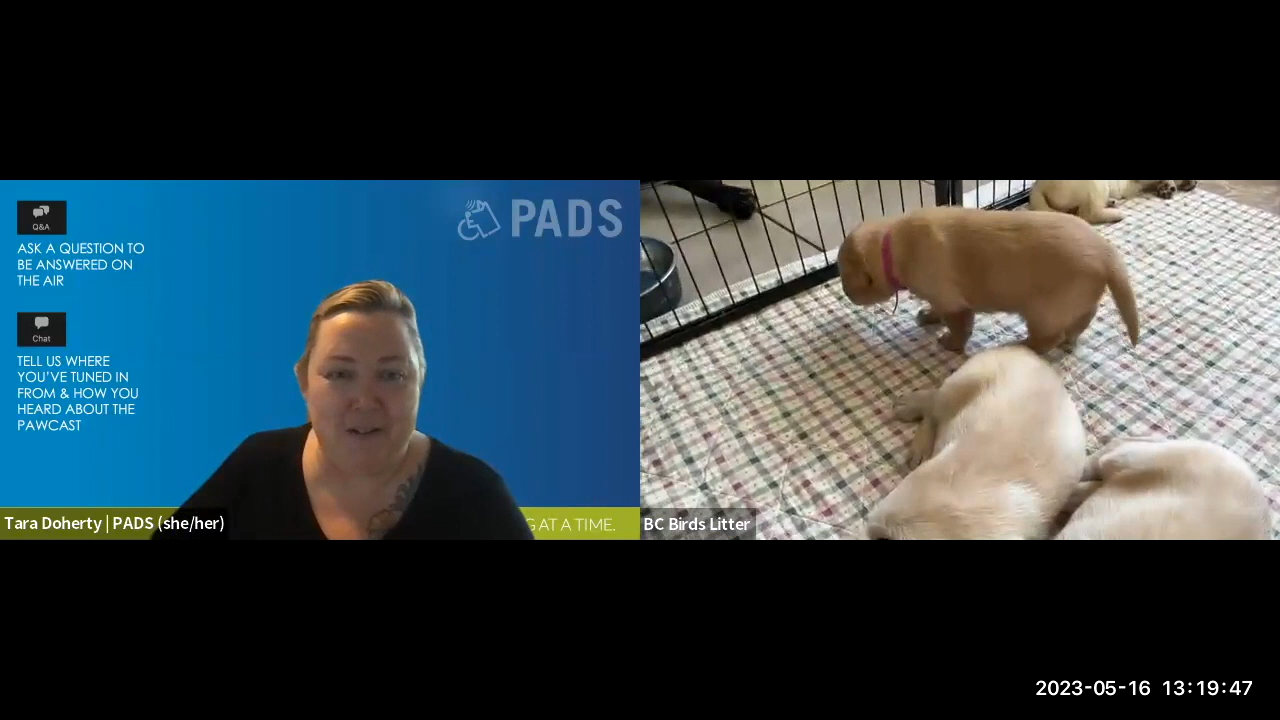 Q&A
ASK A QUESTION TO
BE ANSWERED ON
THE AIR
Chat
TELL US WHERE
YOU'VE TUNED IN
FROM & HOW YOU
HEARD ABOUT THE
PAWCAST
PADS
Tara Doherty | PADS (she/her)
G AT A TIME.
BC Birds Litter
2023-05-16 13:19:47